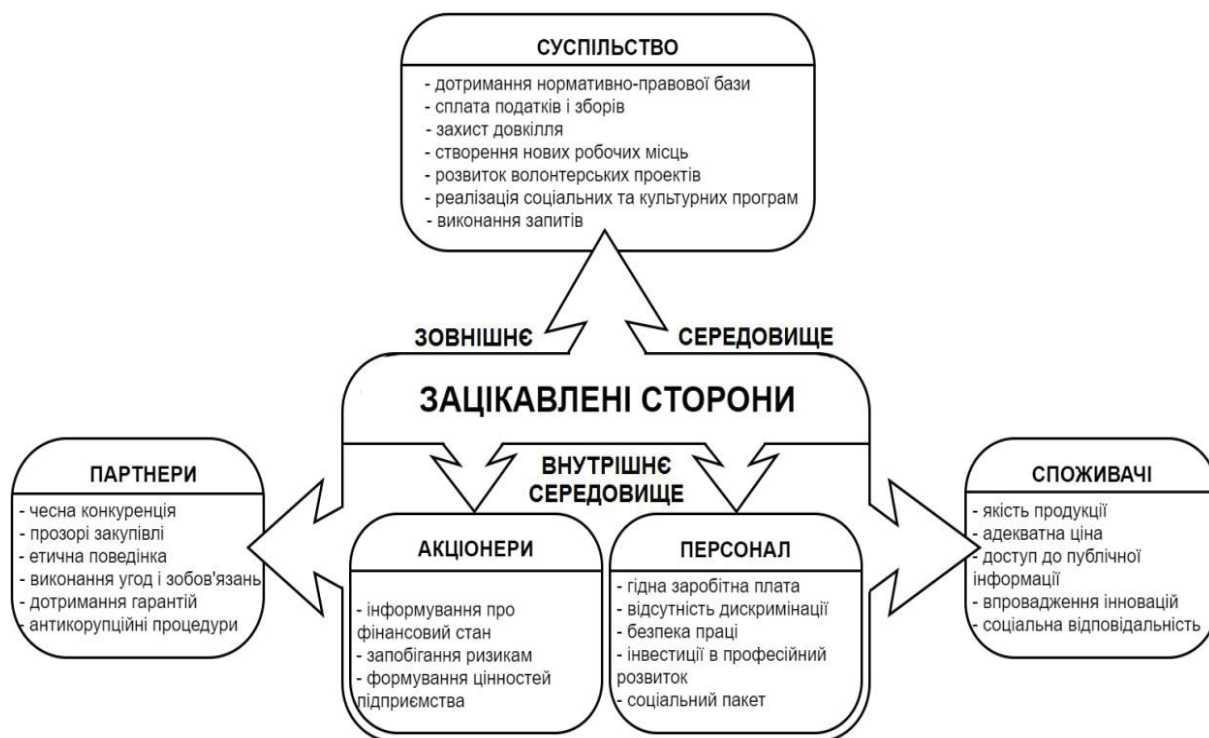 СУСПІЛЬСТВО
- дотримання нормативно-правової бази
- сплата податків і зборів
- захист довкілля
- створення нових робочих місць
- розвиток волонтерських проектів
- реалізація соціальних та культурних програм
- виконання запитів
ЗОВНІШНЄ СЕРЕДОВИЩЕ
ЗАЦІКАВЛЕНІ СТОРОНИ
ВНУТРІШНЄ
СЕРЕДОВИЩЕ
ПАРТНЕРИ
- чесна конкуренція
- прозорі закупівлі
- етична поведінка
- виконання угод і зобов'язань
- дотримання гарантій
- антикорупційні процедури
АКЦІОНЕРИ
- інформування про
фінансовий стан
- запобігання ризикам
- формування цінностей
підприємства
ПЕРСОНАЛ
- гідна заробітна плата
- відсутність дискримінації
- безпека праці
- інвестиції в професійний
розвиток
- соціальний пакет
СПОЖИВАЧІ
- якість продукції
- адекватна ціна
- доступ до публічної
інформації
- впровадження інновацій
- соціальна відповідальність